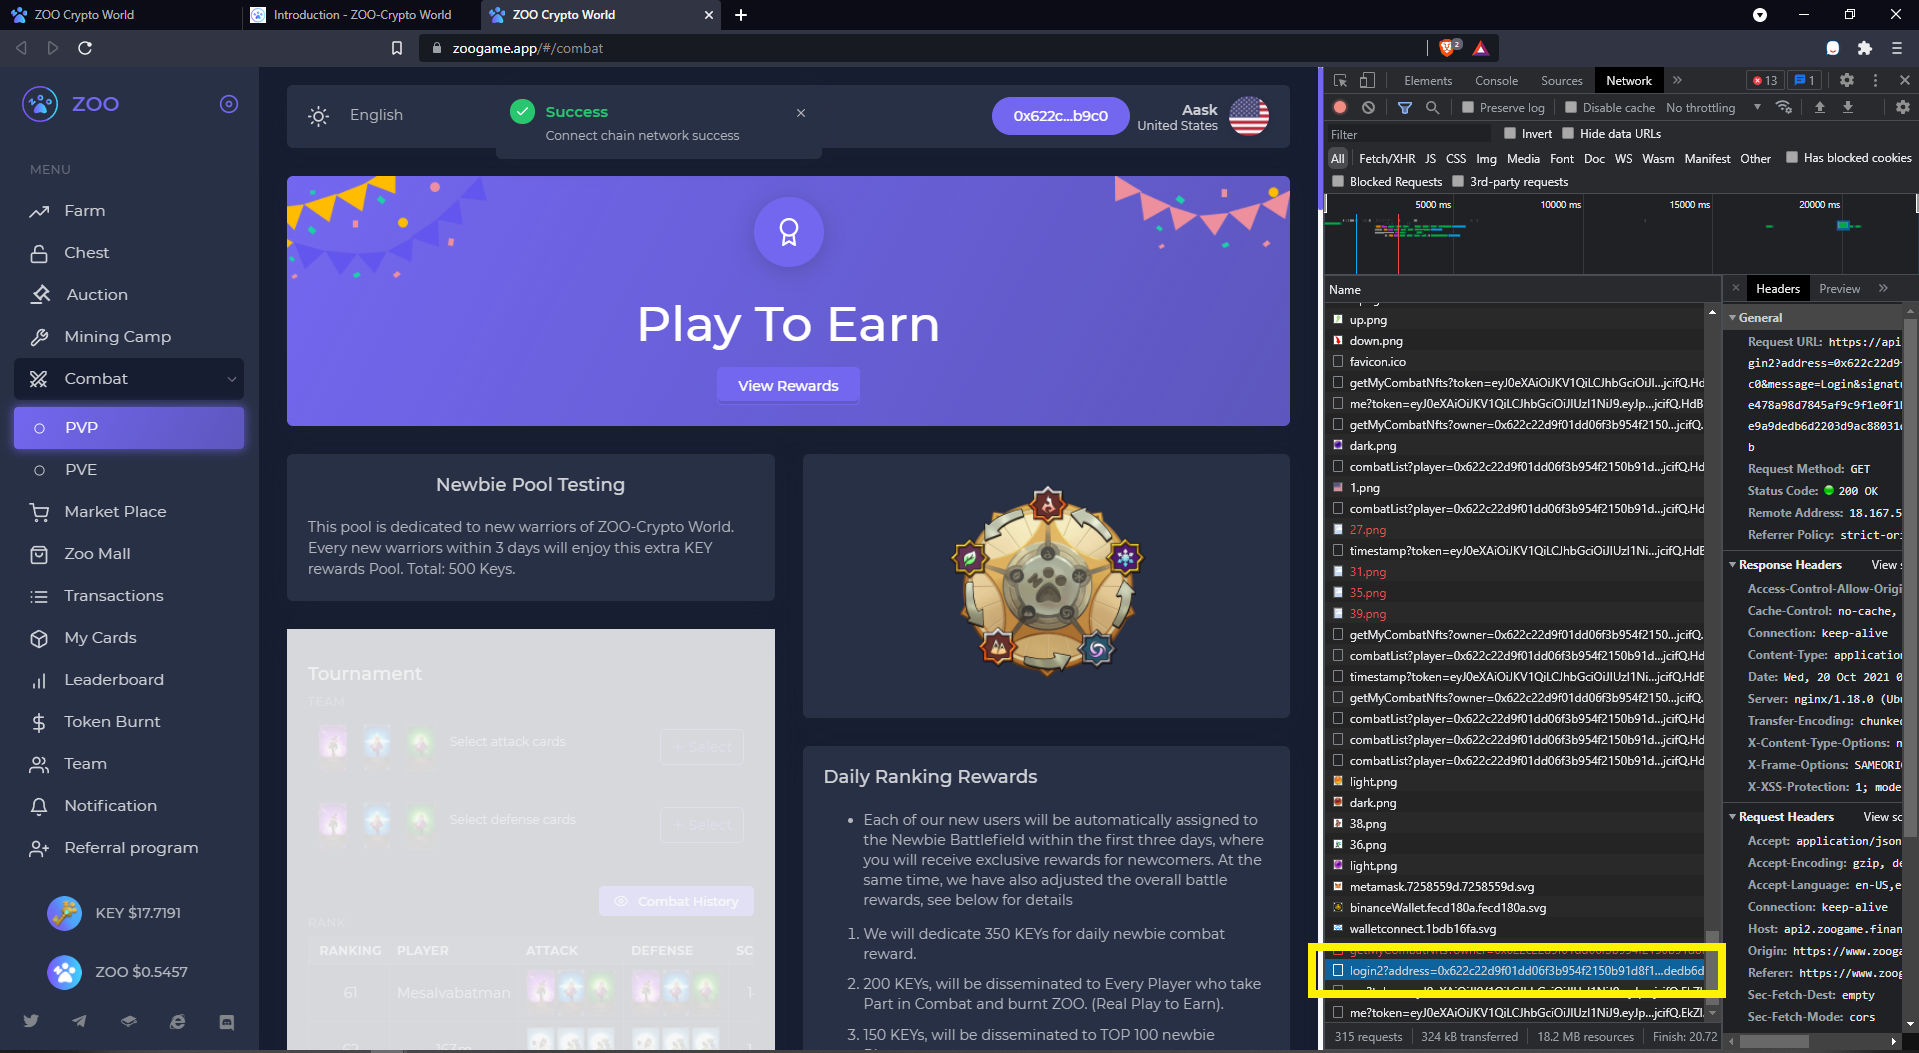 ZOO Crypto World
Introduction - ZOO-Crypto World
ZOO Crypto World
zoogame.app/#/combat
2
ZOO
MENU
Farm
Chest
Auction
Mining Camp
Combat
PVP
PVE
Market Place
Zoo Mall
Transactions
My Cards
Leaderboard
Token Burnt
Team
Notification
Referral program
KEY $17.7191
ZOO $0.5457
English
Success
Connect chain network success
0x622c...b9c0
Aask
United States
Play To Earn
View Rewards
Newbie Pool Testing
This pool is dedicated to new warriors of ZOO-Crypto World.
Every new warriors within 3 days will enjoy this extra KEY
rewards Pool. Total: 500 Keys.
Tournament
TEAM
Select attack cards
+ Select
Select defense cards
+ Select
Combat History
RANK
RANKING PLAYER ATTACK DEFENSE SC
61 Mesalvabatman
62 163m
Daily Ranking Rewards
Each of our new users will be automatically assigned to
the Newbie Battlefield within the first three days, where
you will receive exclusive rewards for newcomers. At the
same time, we have also adjusted the overall battle
rewards, see below for details
1. We will dedicate 350 KEYs for daily newbie combat
reward.
2. 200 KEYs, will be disseminated to Every Player who take
Part in Combat and burnt ZOO. (Real Play to Earn).
3. 150 KEYs, will be disseminated to TOP 100 newbie
Elements Console Sources Network 13 1
Preserve log Disable cache No throttling
Filter Invert Hide data URLs
All Fetch/XHR JS CSS Img Media Font Doc WS Wasm Manifest Other Has blocked cookies
Blocked Requests 3rd-party requests
5000 ms 10000 ms 15000 ms 20000 ms
Name
up.png
down.png
favicon.ico
getMyCombatNfts?token=eyJ0eXAiOiJKV1QiLCJhbGciOiJI...jcifQ.Hd
me?token=eyJ0eXAiOiJKV1QiLCJhbGciOiJIUzI1NiJ9.eyJp...jcifQ.HdB
getMyCombatNfts?owner=0x622c22d9f01dd06f3b954f2150...jcifQ.
dark.png
combatList?player=0x622c22d9f01dd06f3b954f2150b91d...jcifQ.Hd
1.png
combatList?player=0x622c22d9f01dd06f3b954f2150b91d...jcifQ.Hd
27.png
timestamp?token=eyJ0eXAiOiJKV1QiLCJhbGciOiJIUzI1Ni...jcifQ.HdB
31.png
35.png
39.png
getMyCombatNfts?owner=0x622c22d9f01dd06f3b954f2150...jcifQ.
combatList?player=0x622c22d9f01dd06f3b954f2150b91d...jcifQ.Hd
timestamp?token=eyJ0eXAiOiJKV1QiLCJhbGciOiJIUzI1Ni...jcifQ.HdB
getMyCombatNfts?owner=0x622c22d9f01dd06f3b954f2150...jcifQ.
combatList?player=0x622c22d9f01dd06f3b954f2150b91d...jcifQ.Hd
combatList?player=0x622c22d9f01dd06f3b954f2150b91d...jcifQ.Hd
combatList?player=0x622c22d9f01dd06f3b954f2150b91d...jcifQ.Hd
light.png
dark.png
38.png
36.png
light.png
metamask.7258559d.7258559d.svg
binanceWallet.fecd180a.fecd180a.svg
walletconnect.1bdb16fa.svg
login2?address=0x622c22d9f01dd06f3b954f2150b91d8f1...dedb6d
me?token=eyJ0eXAiOiJKV1QiLCJhbGciOiJIUzI1NiJ9.eyJp...jcifQ.EkZl
315 requests 324 kB transferred 18.2 MB resources Finish: 20.72
Headers Preview
General
Request URL: https://api
gin2?address=0x622c22d9
c0&message=Login&signatu
e478a98d7845af9c9f1e0f1
e9a9dedb6d2203d9ac88031
b
Request Method: GET
Status Code: 200 OK
Remote Address: 18.167.5
Referrer Policy: strict-ori
Response Headers View s
Access-Control-Allow-Origi
Cache-Control: no-cache,
Connection: keep-alive
Content-Type: application
Date: Wed, 20 Oct 2021 0
Server: nginx/1.18.0 (Ub
Transfer-Encoding: chunked
X-Content-Type-Options: n
X-Frame-Options: SAMEORI
X-XSS-Protection: 1; mode
Request Headers View so
Accept: application/json
Accept-Encoding: gzip, de
Accept-Language: en-US,e
Connection: keep-alive
Host: api2.zoogame.finan
Origin: https://www.zoog
Referer: https://www.zoog
Sec-Fetch-Dest: empty
Sec-Fetch-Mode: cors